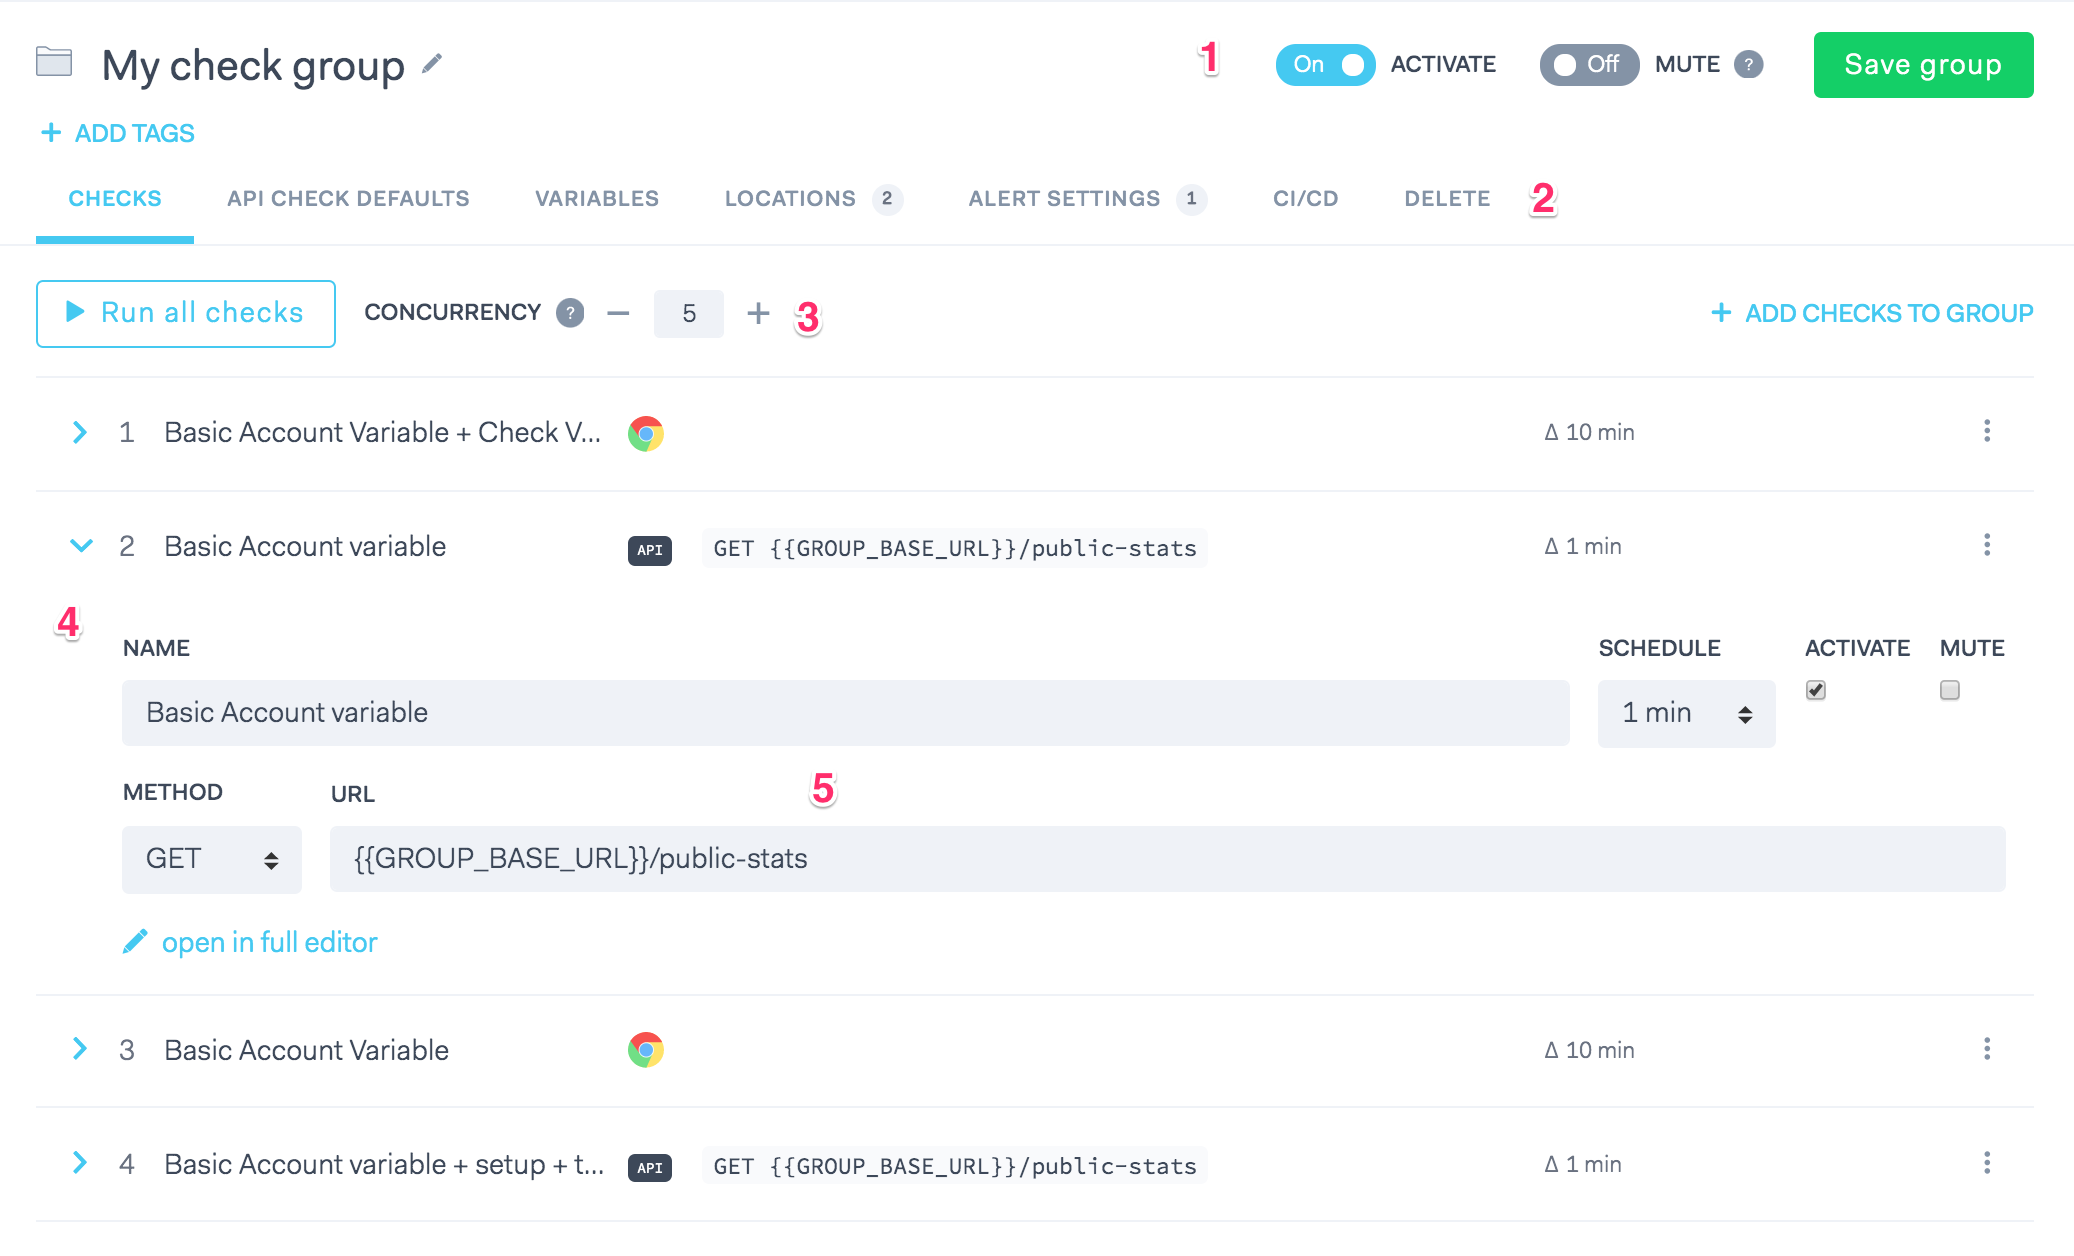 My check group
1 On ACTIVATE Off MUTE ? Save group
+ ADD TAGS
CHECKS API CHECK DEFAULTS VARIABLES LOCATIONS 2 ALERT SETTINGS 1 CI/CD DELETE 2
Run all checks CONCURRENCY ? − 5 + 3 + ADD CHECKS TO GROUP
1 Basic Account Variable + Check V... Δ 10 min
2 Basic Account variable API GET {{GROUP_BASE_URL}}/public-stats Δ 1 min
4
NAME SCHEDULE ACTIVATE MUTE
Basic Account variable 1 min
METHOD URL 5
GET {{GROUP_BASE_URL}}/public-stats
open in full editor
3 Basic Account Variable Δ 10 min
4 Basic Account variable + setup + t... API GET {{GROUP_BASE_URL}}/public-stats Δ 1 min